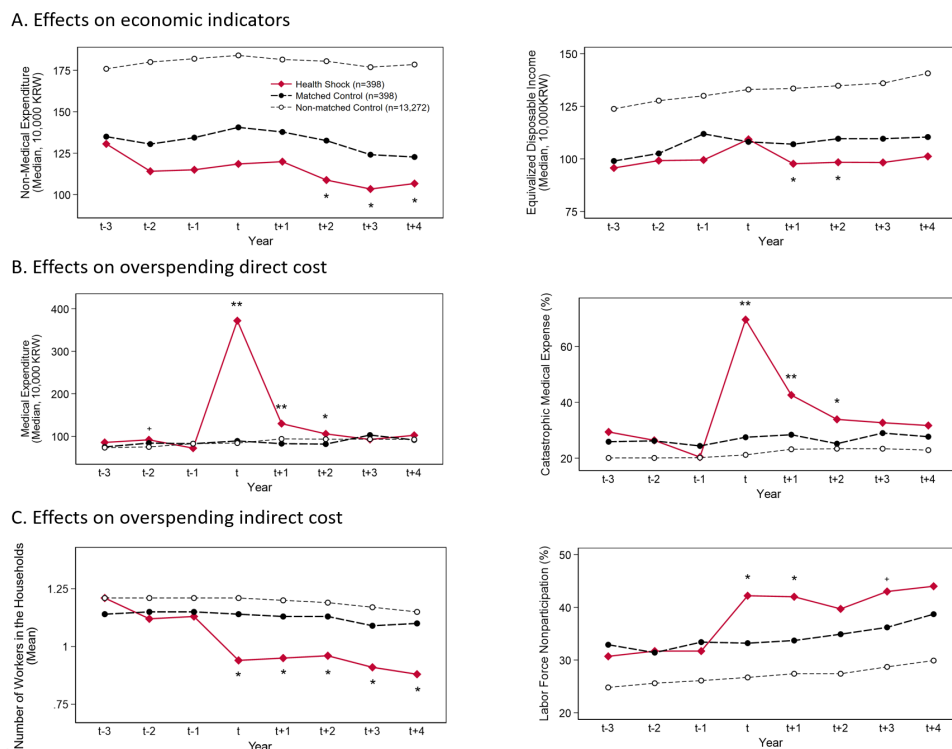 A. Effects on economic indicators
Non-Medical Expenditure
(Median, 10,000 KRW)
175
150
125
100
Health Shock (n=398)
Matched Control (n=398)
Non-matched Control (n=13,272)
* * *
t-3 t-2 t-1 t t+1 t+2 t+3 t+4
Year
Equivalized Disposable Income
(Median, 10,000KRW)
150
125
100
75
* *
t-3 t-2 t-1 t t+1 t+2 t+3 t+4
Year
B. Effects on overspending direct cost
Medical Expenditure
(Median, 10,000 KRW)
400
300
200
100
+ ** ** *
t-3 t-2 t-1 t t+1 t+2 t+3 t+4
Year
Catastrophic Medical Expense (%)
60
40
20
** ** *
t-3 t-2 t-1 t t+1 t+2 t+3 t+4
Year
C. Effects on overspending indirect cost
Number of Workers in the Households
(Mean)
1.25
1
.75
* * * * *
t-3 t-2 t-1 t t+1 t+2 t+3 t+4
Year
Labor Force Nonparticipation (%)
50
40
30
20
* * +
t-3 t-2 t-1 t t+1 t+2 t+3 t+4
Year